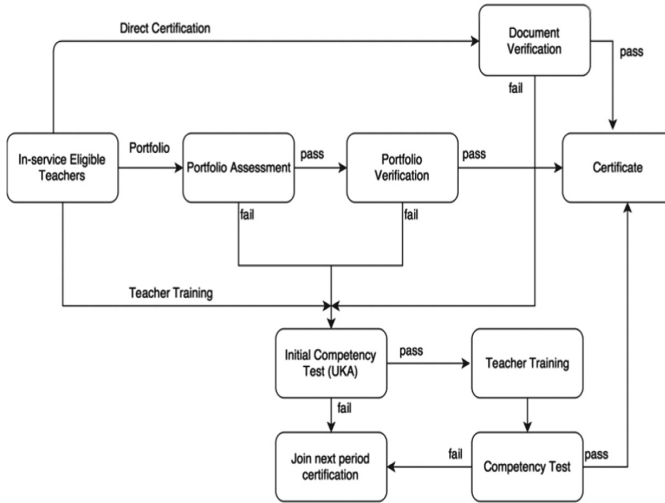 Direct Certification
Document
Verification
pass
fail
In-service Eligible
Teachers
Portfolio
Portfolio Assessment
pass
Portfolio
Verification
pass
Certificate
fail
fail
Teacher Training
Initial Competency
Test (UKA)
pass
Teacher Training
fail
Join next period
certification
fail
Competency Test
pass